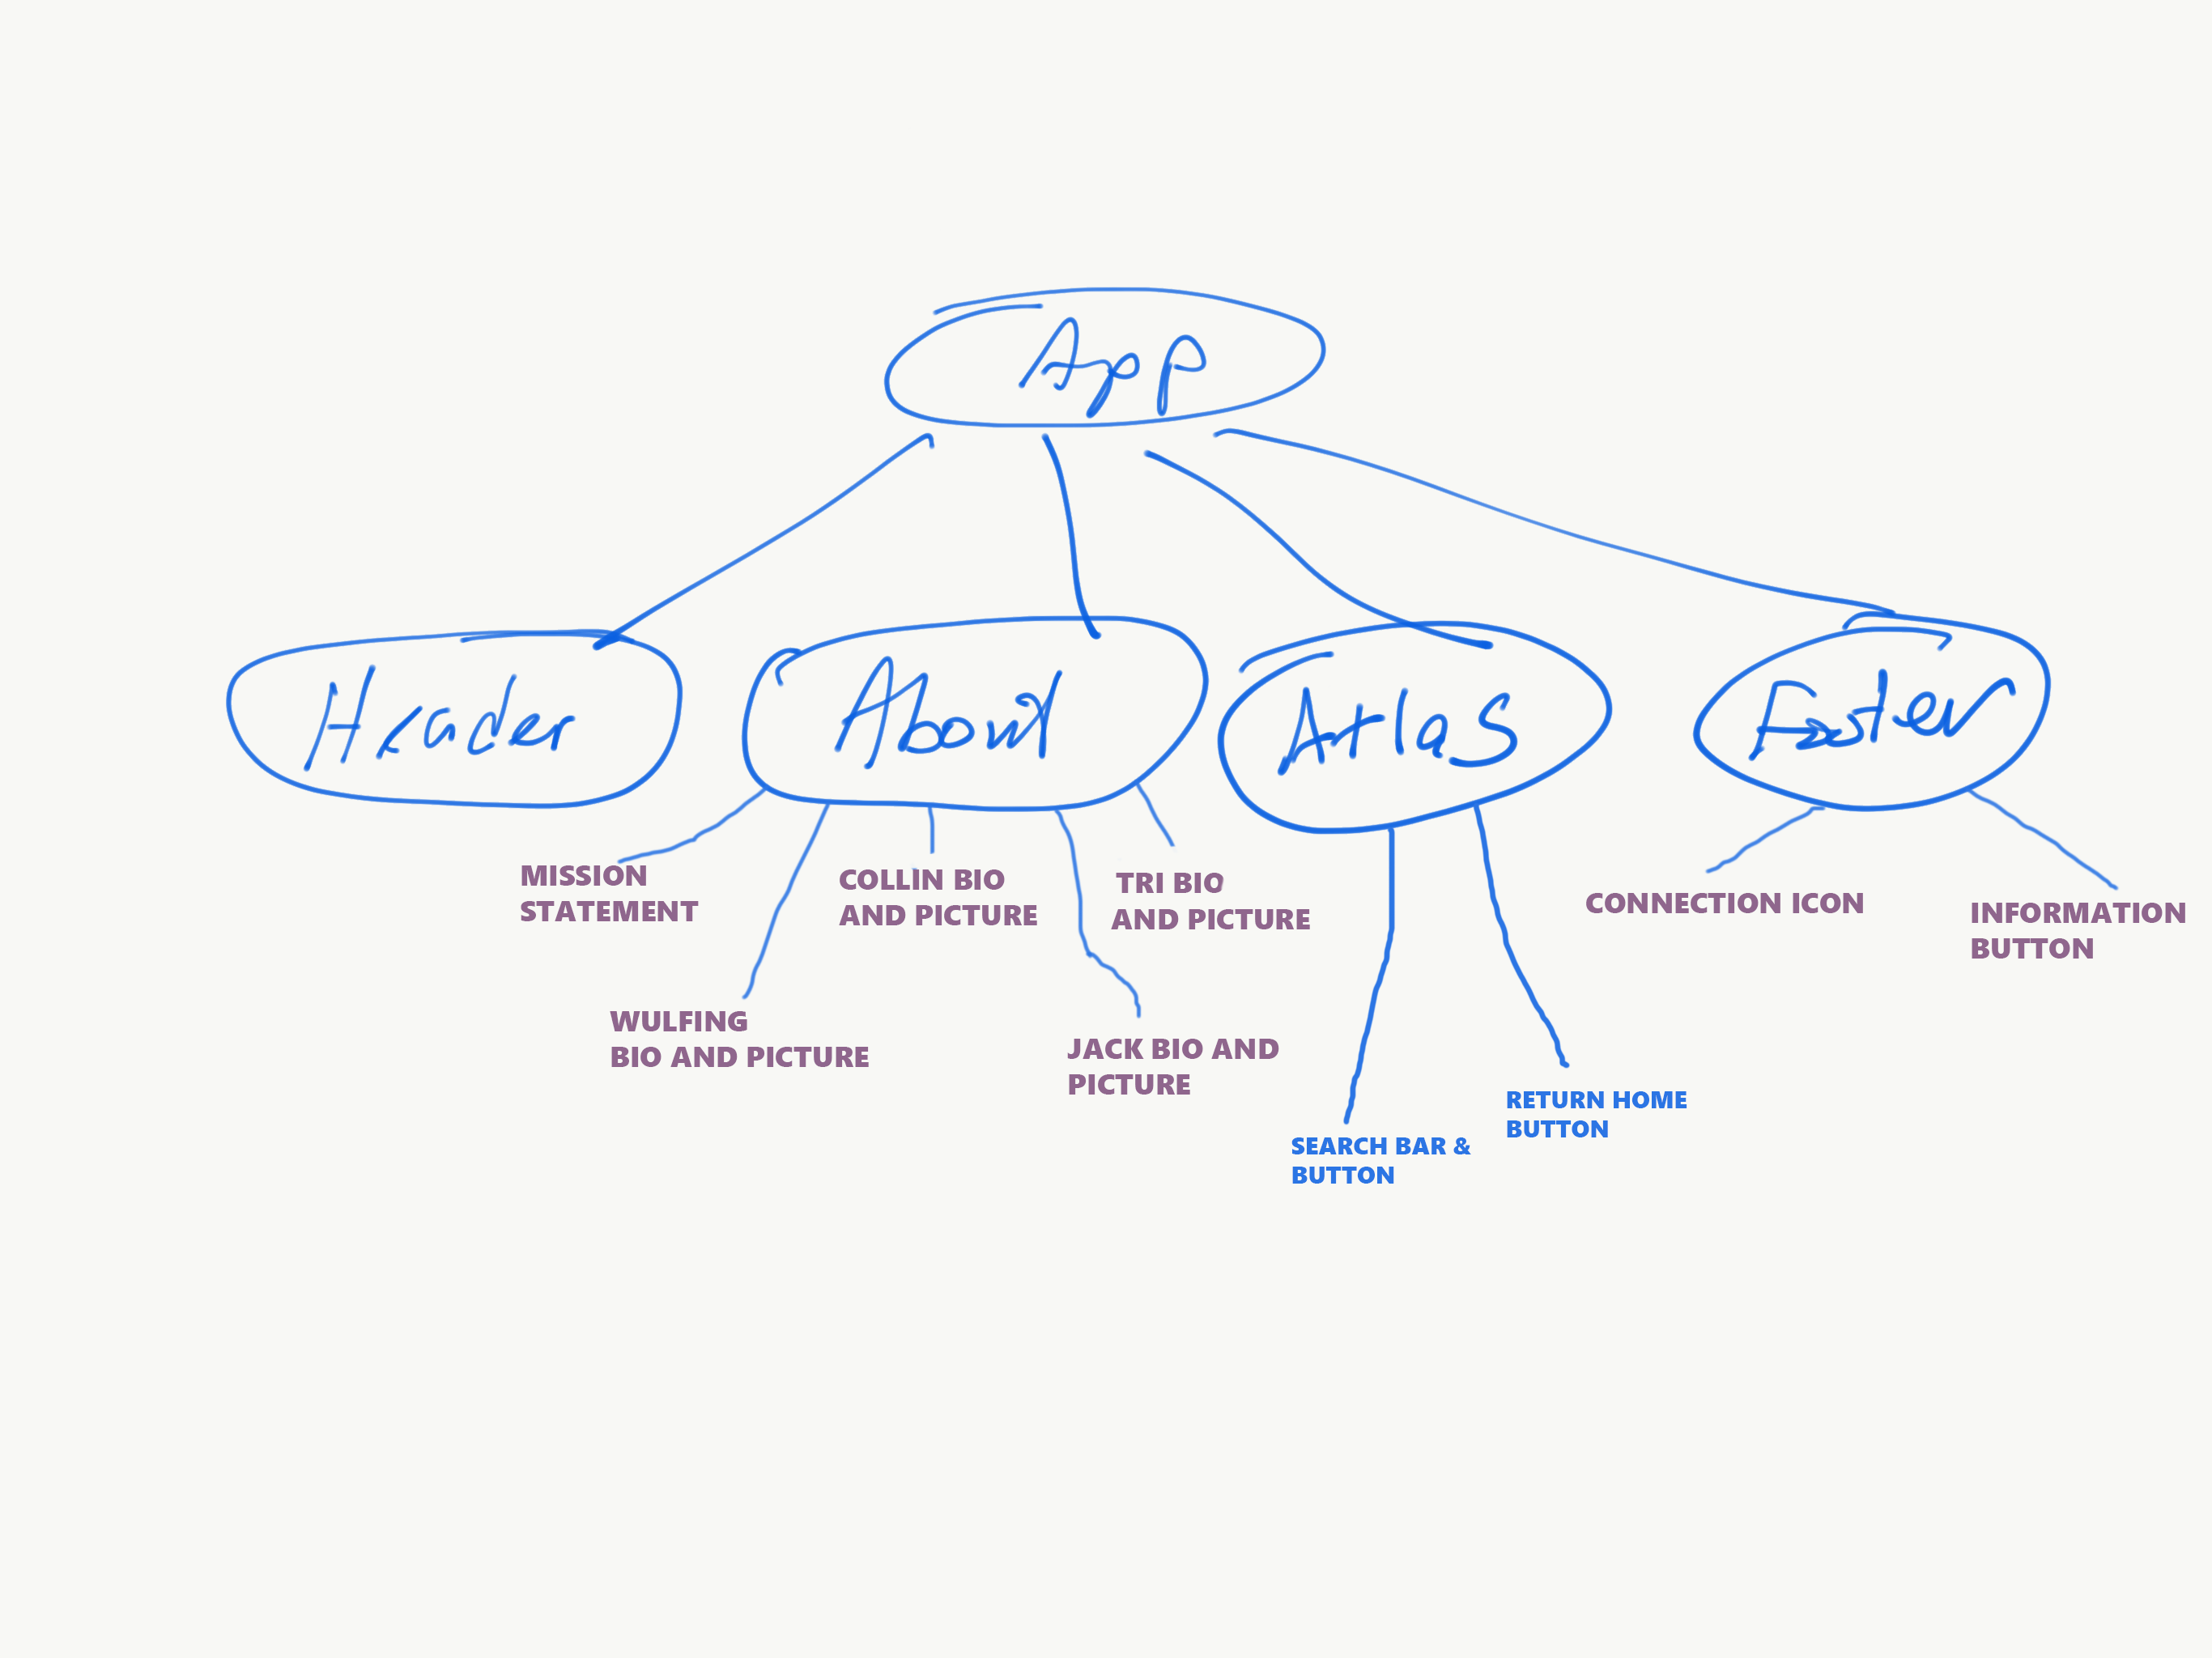 App
Header
About
Atlas
Footer
MISSION
STATEMENT
COLLIN BIO
AND PICTURE
TRI BIO
AND PICTURE
CONNECTION ICON
INFORMATION
BUTTON
WULFING
BIO AND PICTURE
JACK BIO AND
PICTURE
RETURN HOME
BUTTON
SEARCH BAR &
BUTTON